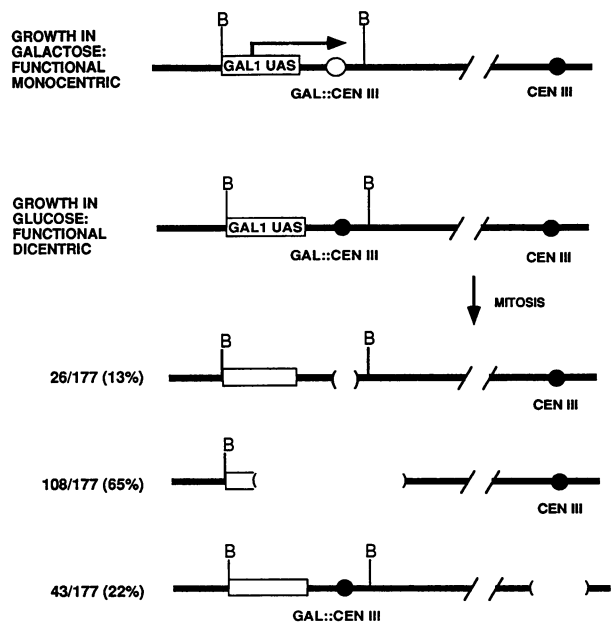 GROWTH IN
GALACTOSE:
FUNCTIONAL
MONOCENTRIC
B
B
GAL1 UAS
GAL::CEN III
CEN III
GROWTH IN
GLUCOSE:
FUNCTIONAL
DICENTRIC
B
B
GAL1 UAS
GAL::CEN III
CEN III
MITOSIS
B
B
26/177 (13%)
CEN III
B
108/177 (65%)
CEN III
B
B
43/177 (22%)
GAL::CEN III